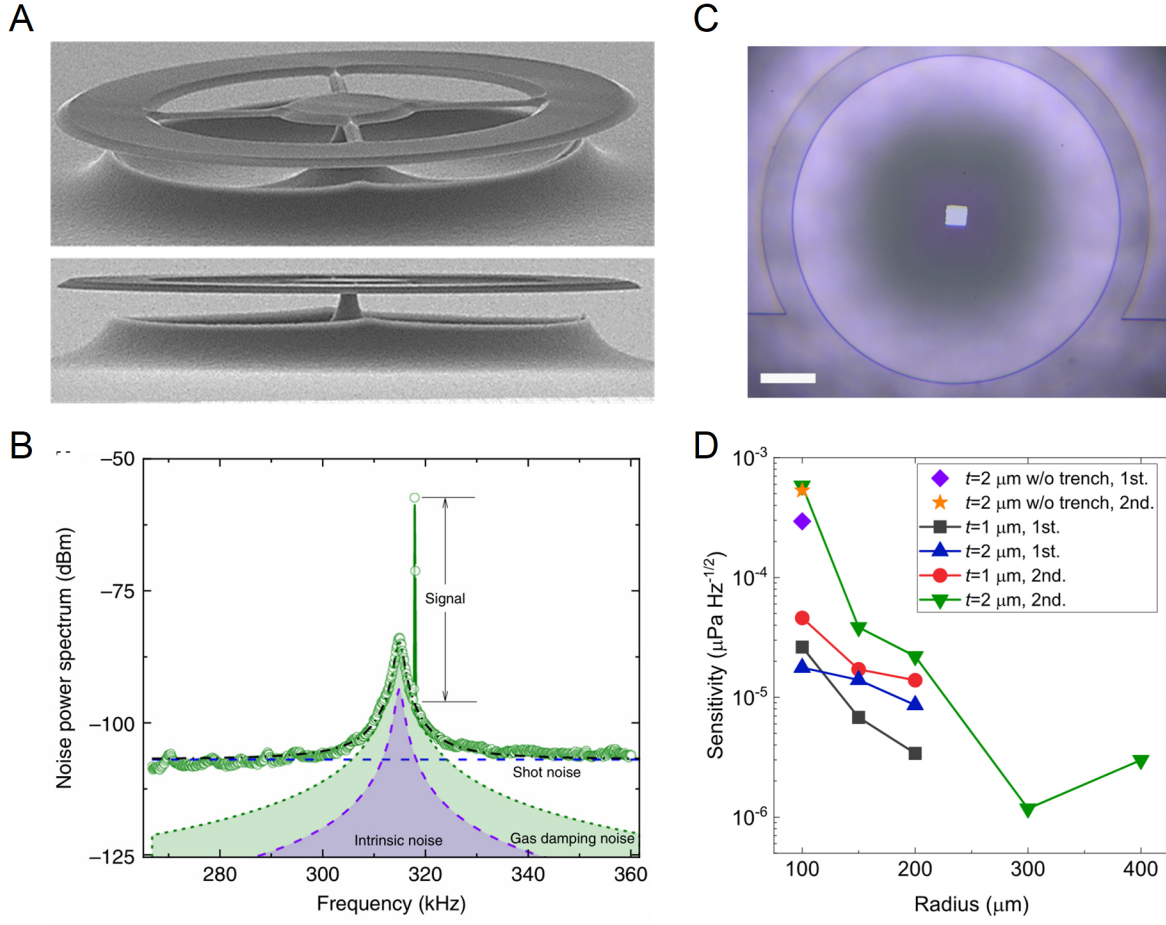 A
C
B
Noise power spectrum (dBm)
−50
−75
−100
−125
Signal
Shot noise
Intrinsic noise
Gas damping noise
280
300
320
340
360
Frequency (kHz)
D
Sensitivity (μPa Hz-1/2)
10-3
10-4
10-5
10-6
t=2 μm w/o trench, 1st.
t=2 μm w/o trench, 2nd.
t=1 μm, 1st.
t=2 μm, 1st.
t=1 μm, 2nd.
t=2 μm, 2nd.
100
200
300
400
Radius (μm)